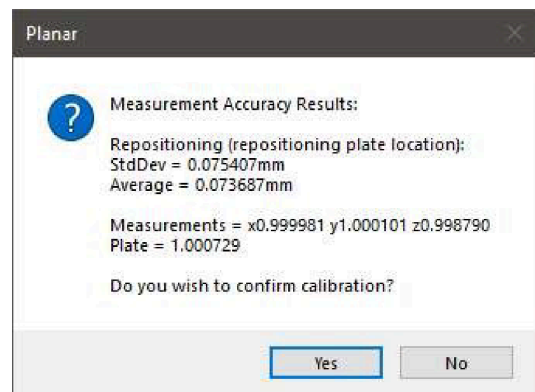 Planar
Measurement Accuracy Results:
Repositioning (repositioning plate location):
StdDev = 0.075407mm
Average = 0.073687mm
Measurements = x0.999981 y1.000101 z0.998790
Plate = 1.000729
Do you wish to confirm calibration?
Yes
No